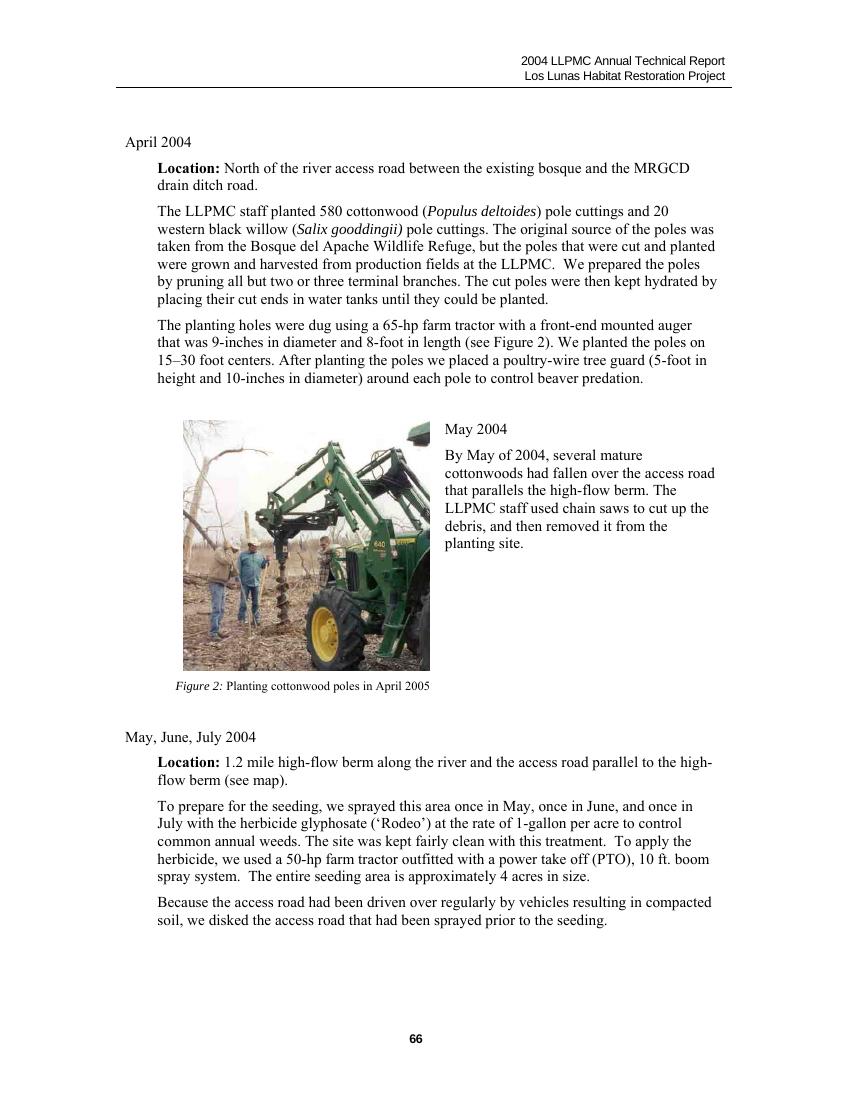 2004 LLPMC Annual Technical Report
Los Lunas Habitat Restoration Project
April 2004
Location: North of the river access road between the existing bosque and the MRGCD
drain ditch road.
The LLPMC staff planted 580 cottonwood (Populus deltoides) pole cuttings and 20
western black willow (Salix gooddingii) pole cuttings. The original source of the poles was
taken from the Bosque del Apache Wildlife Refuge, but the poles that were cut and planted
were grown and harvested from production fields at the LLPMC.  We prepared the poles
by pruning all but two or three terminal branches. The cut poles were then kept hydrated by
placing their cut ends in water tanks until they could be planted.
The planting holes were dug using a 65-hp farm tractor with a front-end mounted auger
that was 9-inches in diameter and 8-foot in length (see Figure 2). We planted the poles on
15–30 foot centers. After planting the poles we placed a poultry-wire tree guard (5-foot in
height and 10-inches in diameter) around each pole to control beaver predation.
640
Figure 2: Planting cottonwood poles in April 2005
May 2004
By May of 2004, several mature
cottonwoods had fallen over the access road
that parallels the high-flow berm. The
LLPMC staff used chain saws to cut up the
debris, and then removed it from the
planting site.
May, June, July 2004
Location: 1.2 mile high-flow berm along the river and the access road parallel to the high-
flow berm (see map).
To prepare for the seeding, we sprayed this area once in May, once in June, and once in
July with the herbicide glyphosate (‘Rodeo’) at the rate of 1-gallon per acre to control
common annual weeds. The site was kept fairly clean with this treatment.  To apply the
herbicide, we used a 50-hp farm tractor outfitted with a power take off (PTO), 10 ft. boom
spray system.  The entire seeding area is approximately 4 acres in size.
Because the access road had been driven over regularly by vehicles resulting in compacted
soil, we disked the access road that had been sprayed prior to the seeding.
66